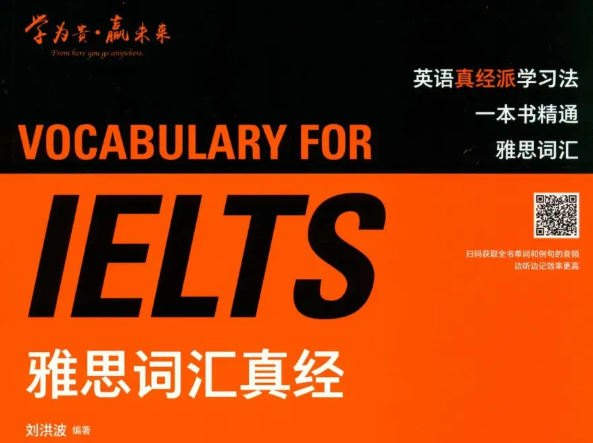 学为贵·赢未来
From here you go anywhere.
英语真经派学习法
一本书精通
雅思词汇
VOCABULARY FOR
IELTS
扫码获取全书单词和例句的音频
边听边记效率更高
雅思词汇真经
刘洪波 编著